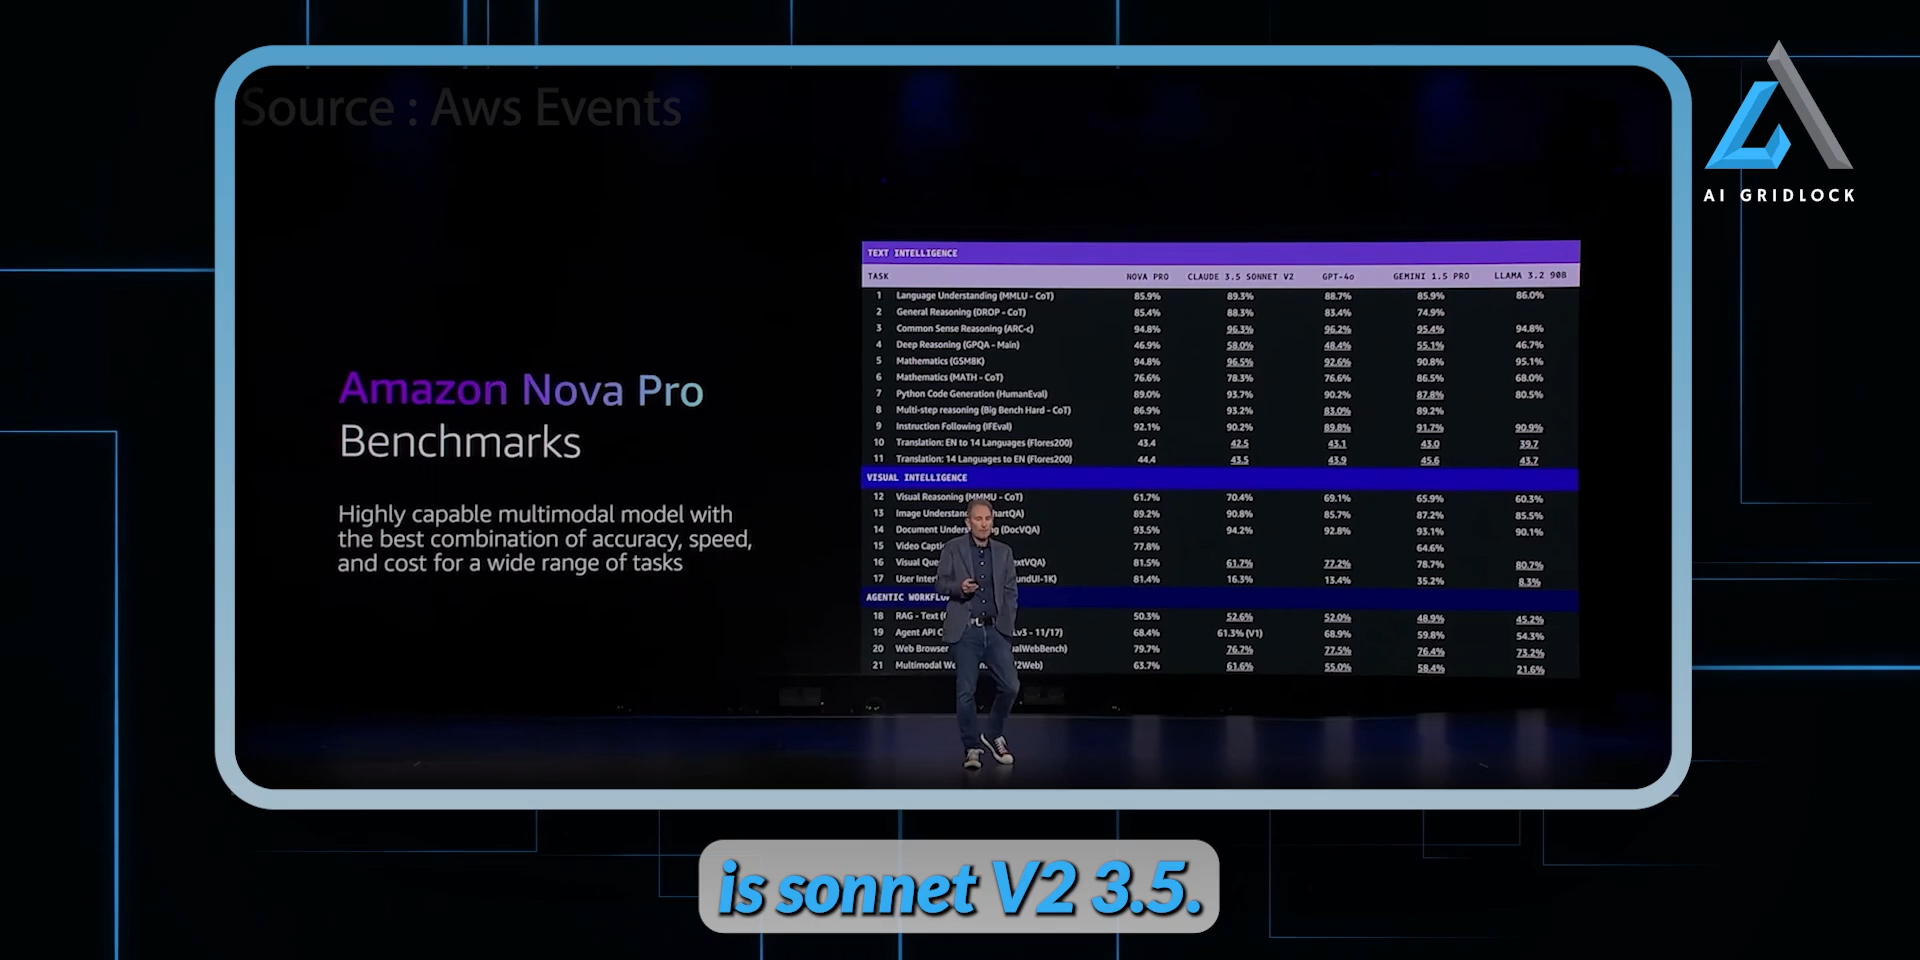 Source : Aws Events
AI GRIDLOCK
Amazon Nova Pro
Benchmarks
Highly capable multimodal model with
the best combination of accuracy, speed,
and cost for a wide range of tasks
TEXT INTELLIGENCE
TASK NOVA PRO CLAUDE 3.5 SONNET V2 GPT-4o GEMINI 1.5 PRO LLAMA 3.2 90B
1 Language Understanding (MMLU - CoT) 85.9% 89.3% 88.7% 85.9% 86.0%
2 General Reasoning (DROP - CoT) 85.4% 88.3% 83.4% 74.9%
3 Common Sense Reasoning (ARC-c) 94.8% 96.3% 96.2% 95.4% 94.8%
4 Deep Reasoning (GPQA - Main) 46.9% 58.0% 48.4% 55.1% 46.7%
5 Mathematics (GSM8K) 94.8% 96.5% 92.6% 90.8% 95.1%
6 Mathematics (MATH - CoT) 76.6% 78.3% 76.6% 86.5% 68.0%
7 Python Code Generation (HumanEval) 89.0% 93.7% 90.2% 87.8% 80.5%
8 Multi-step reasoning (Big Bench Hard - CoT) 86.9% 93.2% 83.0% 89.2%
9 Instruction Following (IFEval) 92.1% 90.2% 89.8% 91.7% 90.9%
10 Translation: EN to 14 Languages (Flores200) 43.4 42.5 43.1 43.0 39.7
11 Translation: 14 Languages to EN (Flores200) 44.4 43.5 43.9 45.6 43.7
VISUAL INTELLIGENCE
12 Visual Reasoning (MMMU - CoT) 61.7% 70.4% 69.1% 65.9% 60.3%
13 Image 89.2% 90.8% 85.7% 87.2% 85.5%
14 Document (DocVQA) 93.5% 94.2% 92.8% 93.1% 90.1%
15 Video 77.8% 64.6%
16 Visual 81.5% 61.7% 77.2% 78.7% 80.7%
17 User 81.4% 16.3% 13.4% 35.2% 8.3%
AGENTIC
18 RAG - Text 50.3% 52.6% 52.0% 48.9% 45.2%
19 Agent API - 11/17) 68.4% 61.3% (V1) 68.9% 59.8% 54.3%
20 Web Browser 79.7% 76.7% 77.5% 76.4% 73.2%
21 Multimodal 63.7% 61.6% 55.0% 58.4% 21.6%
is sonnet V2 3.5.